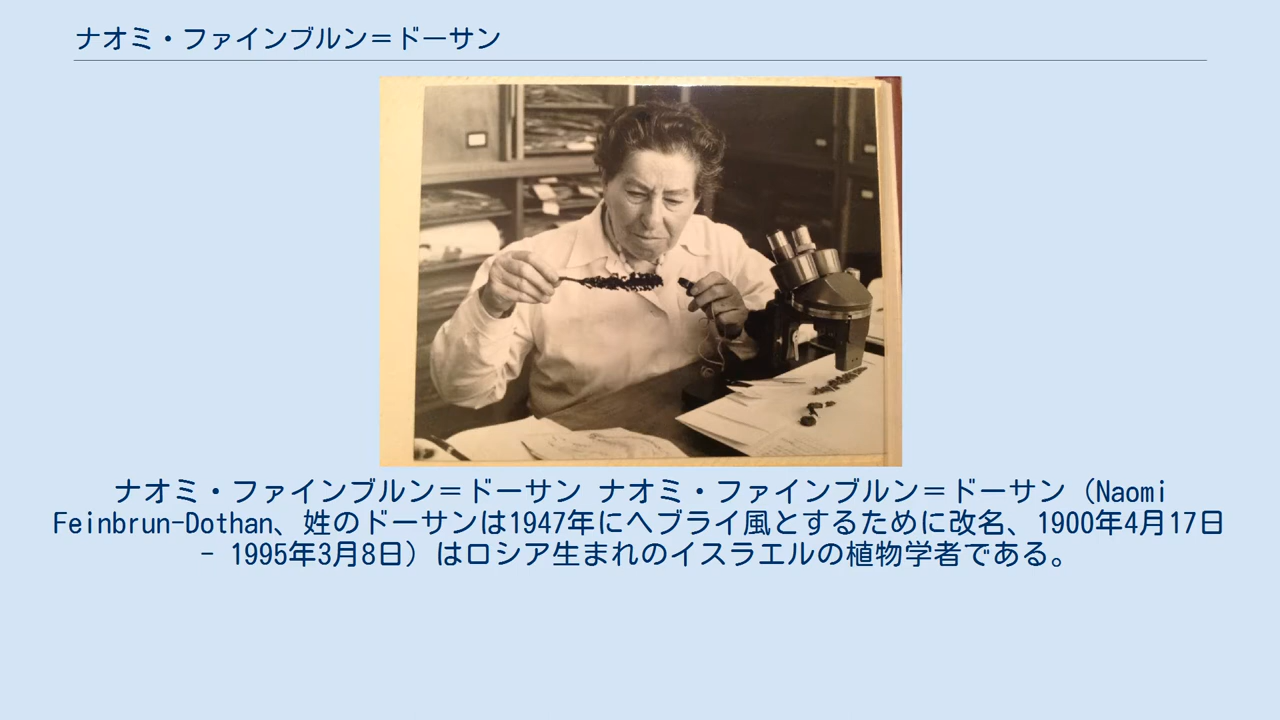 ナオミ・ファインブルン＝ドーサン
ナオミ・ファインブルン＝ドーサン ナオミ・ファインブルン＝ドーサン（Naomi
Feinbrun-Dothan、姓のドーサンは1947年にヘブライ風とするために改名、1900年4月17日
- 1995年3月8日）はロシア生まれのイスラエルの植物学者である。